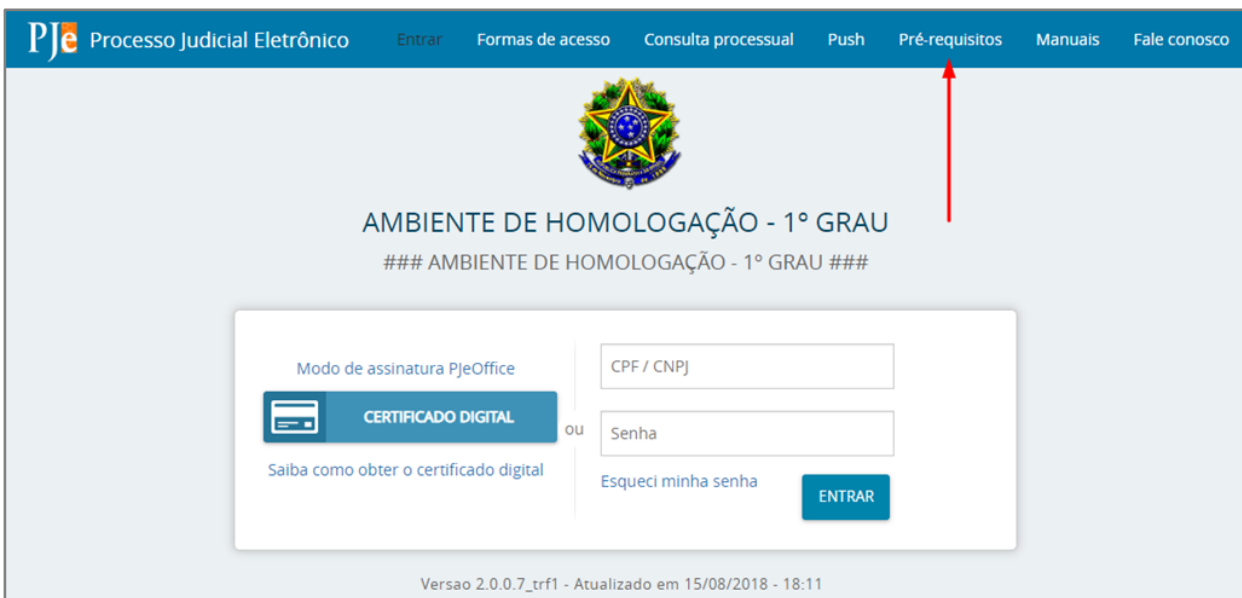 PJe Processo Judicial Eletrônico Entrar Formas de acesso Consulta processual Push Pré-requisitos Manuais Fale conosco
AMBIENTE DE HOMOLOGAÇÃO - 1º GRAU
### AMBIENTE DE HOMOLOGAÇÃO - 1º GRAU ###
Modo de assinatura PJeOffice
CERTIFICADO DIGITAL
Saiba como obter o certificado digital
ou
CPF / CNPJ
Senha
Esqueci minha senha
ENTRAR
Versao 2.0.0.7_trf1 - Atualizado em 15/08/2018 - 18:11